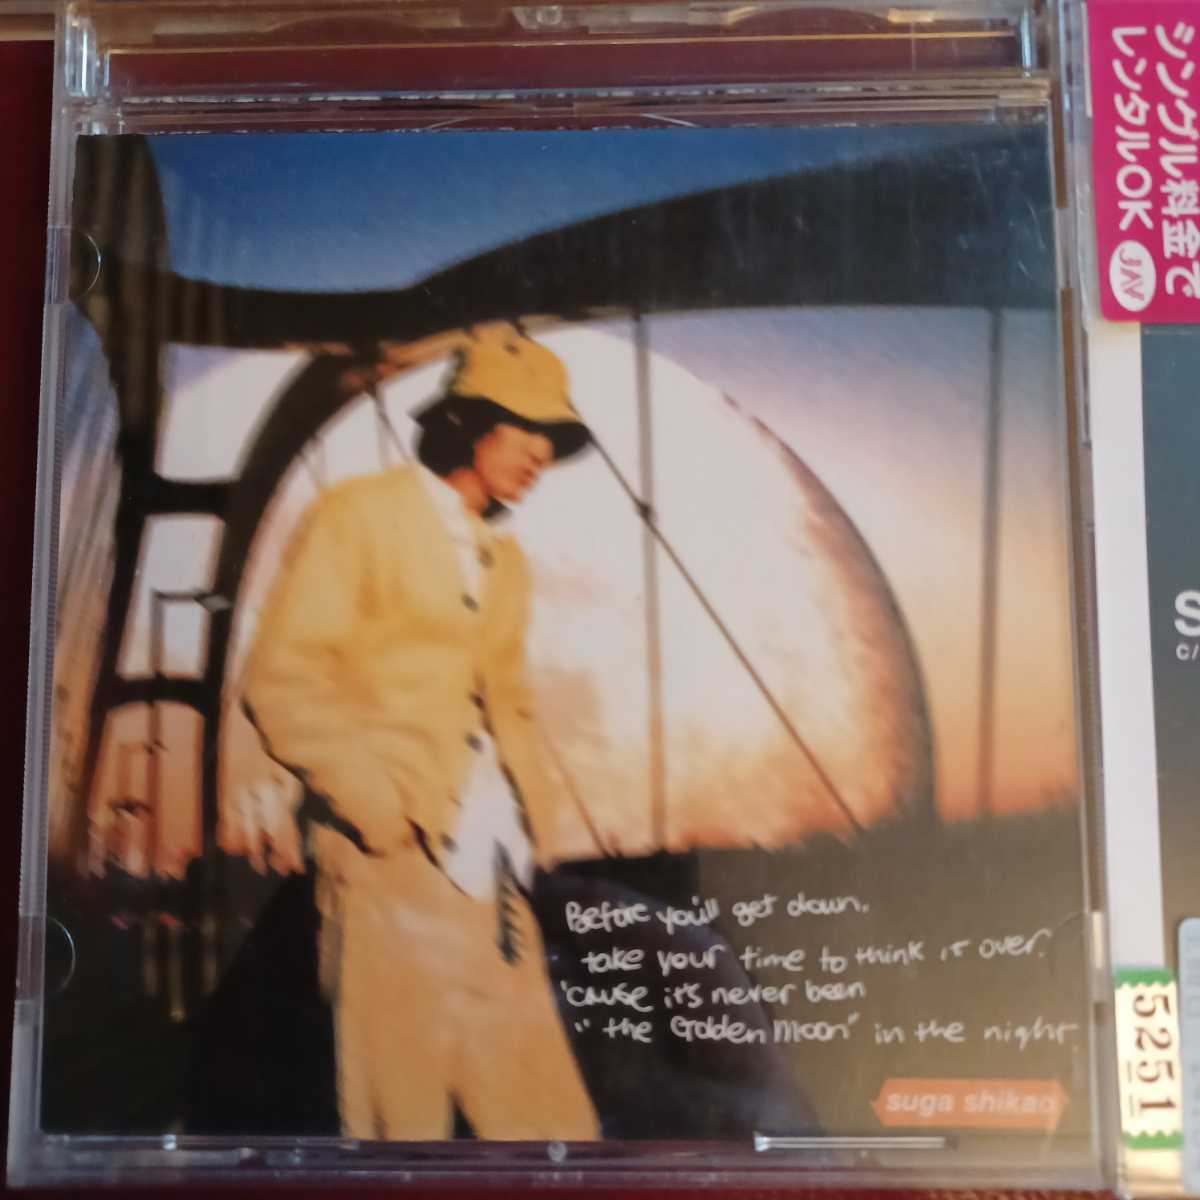 シングル料金で
レンタルOK
JAV
S
C/
Before you'll get down.
take your time to think it over.
'cause it's never been
"the Golden Moon" in the night.
suga shikao
5251